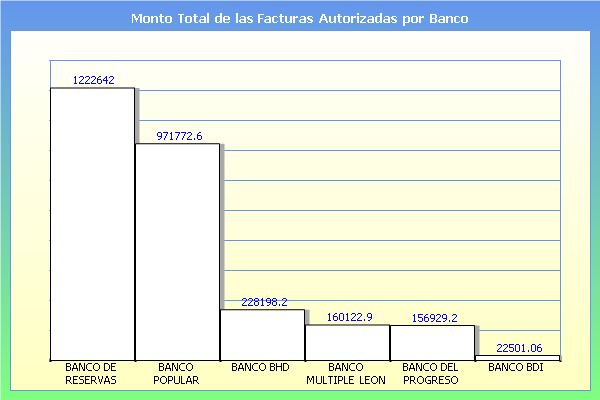 Monto Total de las Facturas Autorizadas por Banco
1222642
971772.6
228198.2
160122.9
156929.2
22501.06
BANCO DE
RESERVAS
BANCO
POPULAR
BANCO BHD
BANCO
MULTIPLE LEON
BANCO DEL
PROGRESO
BANCO BDI